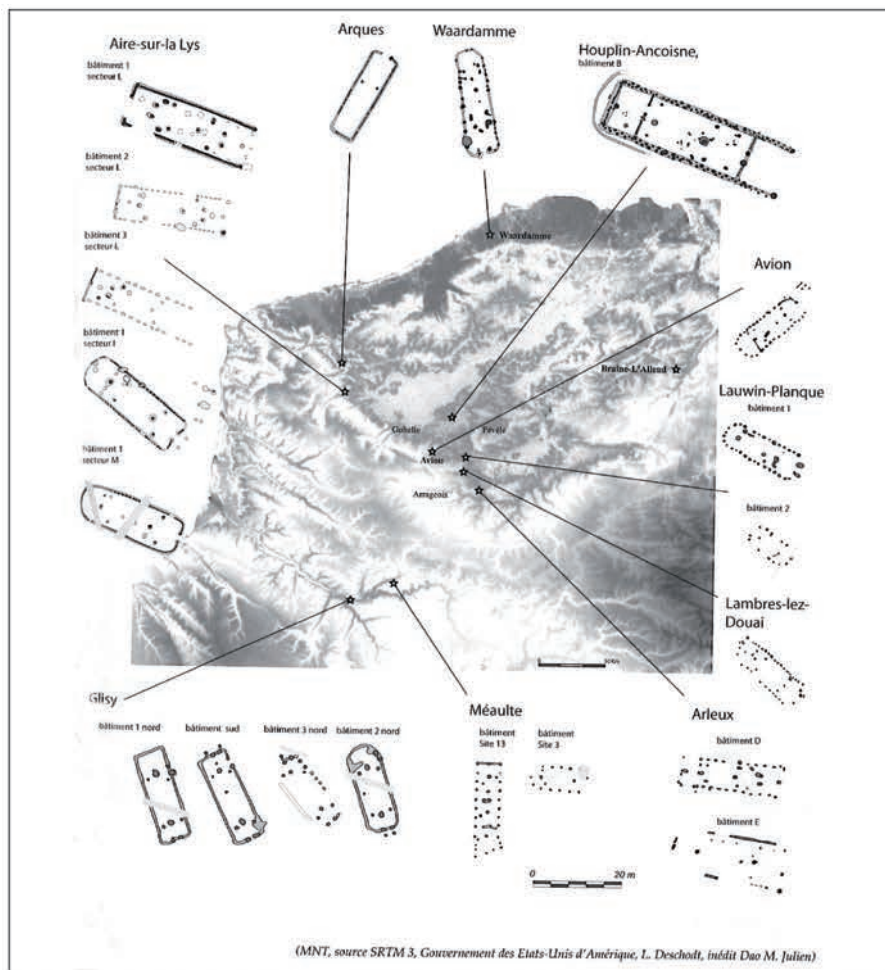 Aire-sur-la Lys
bâtiment 1
secteur L
bâtiment 2
secteur L
bâtiment 3
secteur L
bâtiment 1
secteur I
bâtiment 1
secteur M
Arques
Waardamme
Houplin-Ancoisne,
bâtiment B
Avion
Lauwin-Planque
bâtiment 1
bâtiment 2
Lambres-lez-
Douai
Waardamme
Braine-L'Alleud
Gohelle
Pévèle
Avion
Glisy
bâtiment 1 nord
bâtiment sud
bâtiment 3 nord
bâtiment 2 nord
Méaulte
bâtiment
Site 13
bâtiment
Site 3
Arleux
bâtiment D
bâtiment E
0
20 m
(MNT, source SRTM 3, Gouvernement des Etats-Unis d'Amérique, L. Deschodt, inédit Dao M. Julien)